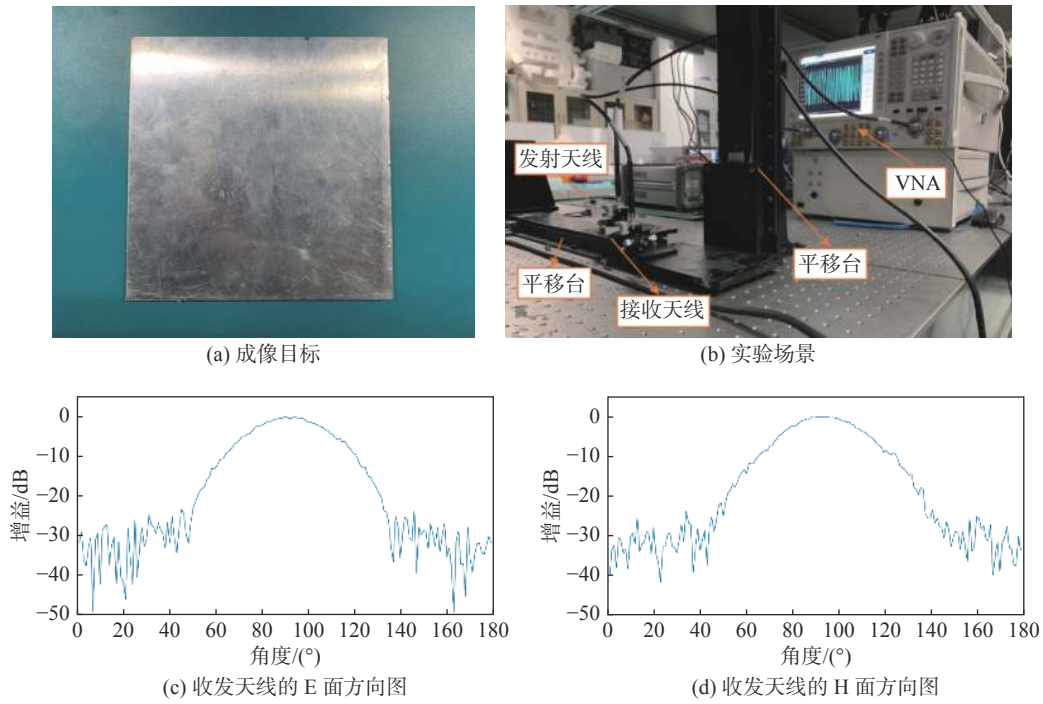 发射天线
VNA
平移台
平移台
接收天线
(a) 成像目标
(b) 实验场景
0
−10
−20
−30
−40
−50
增益/dB
0 20 40 60 80 100 120 140 160 180
角度/(°)
(c) 收发天线的 E 面方向图
0
−10
−20
−30
−40
−50
增益/dB
0 20 40 60 80 100 120 140 160 180
角度/(°)
(d) 收发天线的 H 面方向图